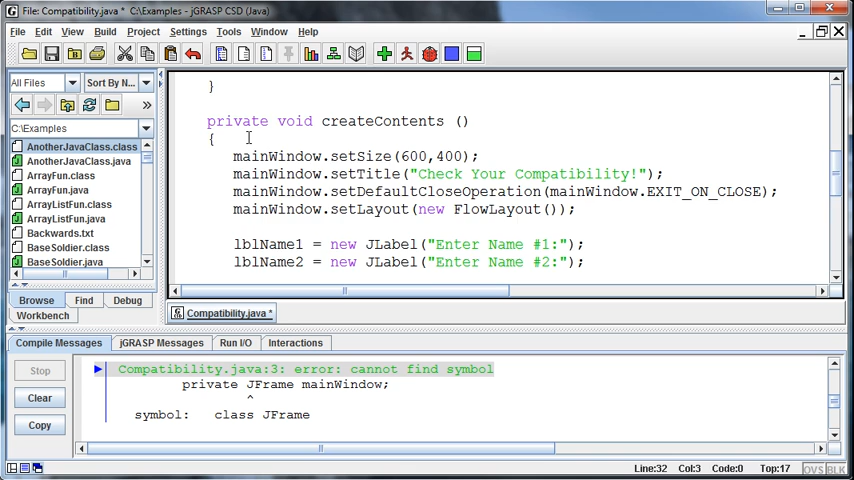 File: Compatibility.java * C:\Examples - jGRASP CSD (Java)
File Edit View Build Project Settings Tools Window Help
All Files Sort By N...
C:\Examples
AnotherJavaClass.class
AnotherJavaClass.java
ArrayFun.class
ArrayFun.java
ArrayListFun.class
ArrayListFun.java
Backwards.txt
BaseSoldier.class
BaseSoldier.java
Browse Find Debug
Workbench
}
private void createContents ()
{
mainWindow.setSize(600,400);
mainWindow.setTitle("Check Your Compatibility!");
mainWindow.setDefaultCloseOperation(mainWindow.EXIT_ON_CLOSE);
mainWindow.setLayout(new FlowLayout());
lblName1 = new JLabel("Enter Name #1:");
lblName2 = new JLabel("Enter Name #2:");
Compatibility.java *
Compile Messages jGRASP Messages Run I/O Interactions
Stop
Clear
Copy
Compatibility.java:3: error: cannot find symbol
private JFrame mainWindow;
^
symbol: class JFrame
Line:32 Col:3 Code:0 Top:17 OVS BLK